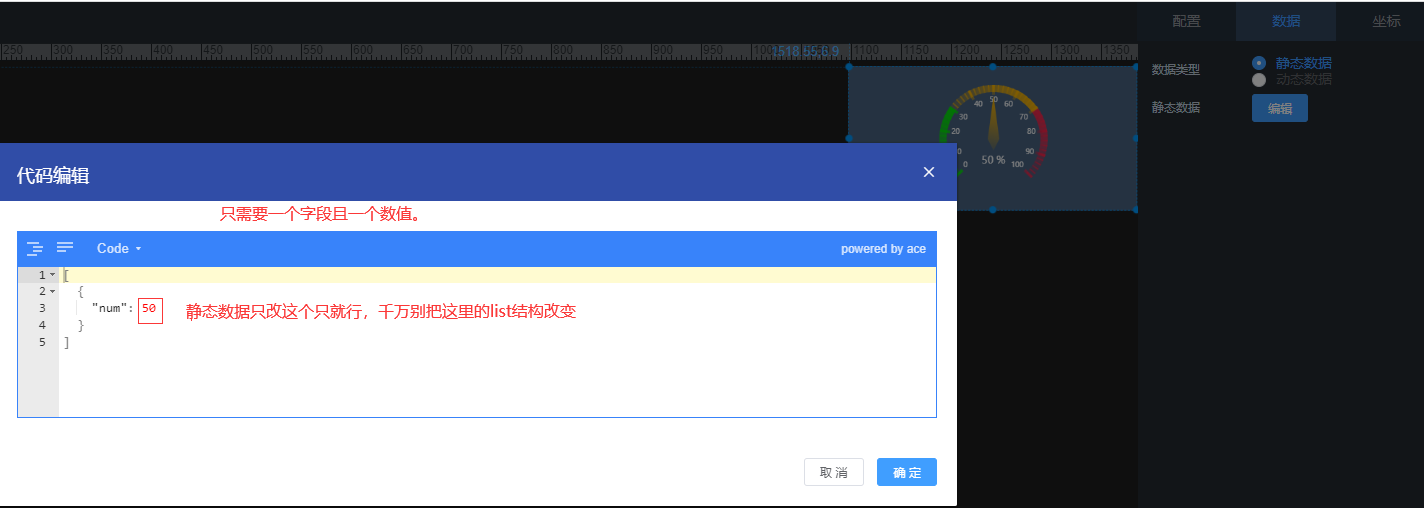 配置 数据 坐标
250 300 350 400 450 500 550 600 650 700 750 800 850 900 950 1000 1100 1150 1200 1250 1300 1350
数据类型
静态数据
动态数据
静态数据
编辑
0
20
30
40
50
60
70
80
90
100
50 %
代码编辑
只需要一个字段且一个数值。
Code
powered by ace
1 [
2 {
3 "num": 50
静态数据只改这个只就行，千万别把这里的list结构改变
4 }
5 ]
取消 确定